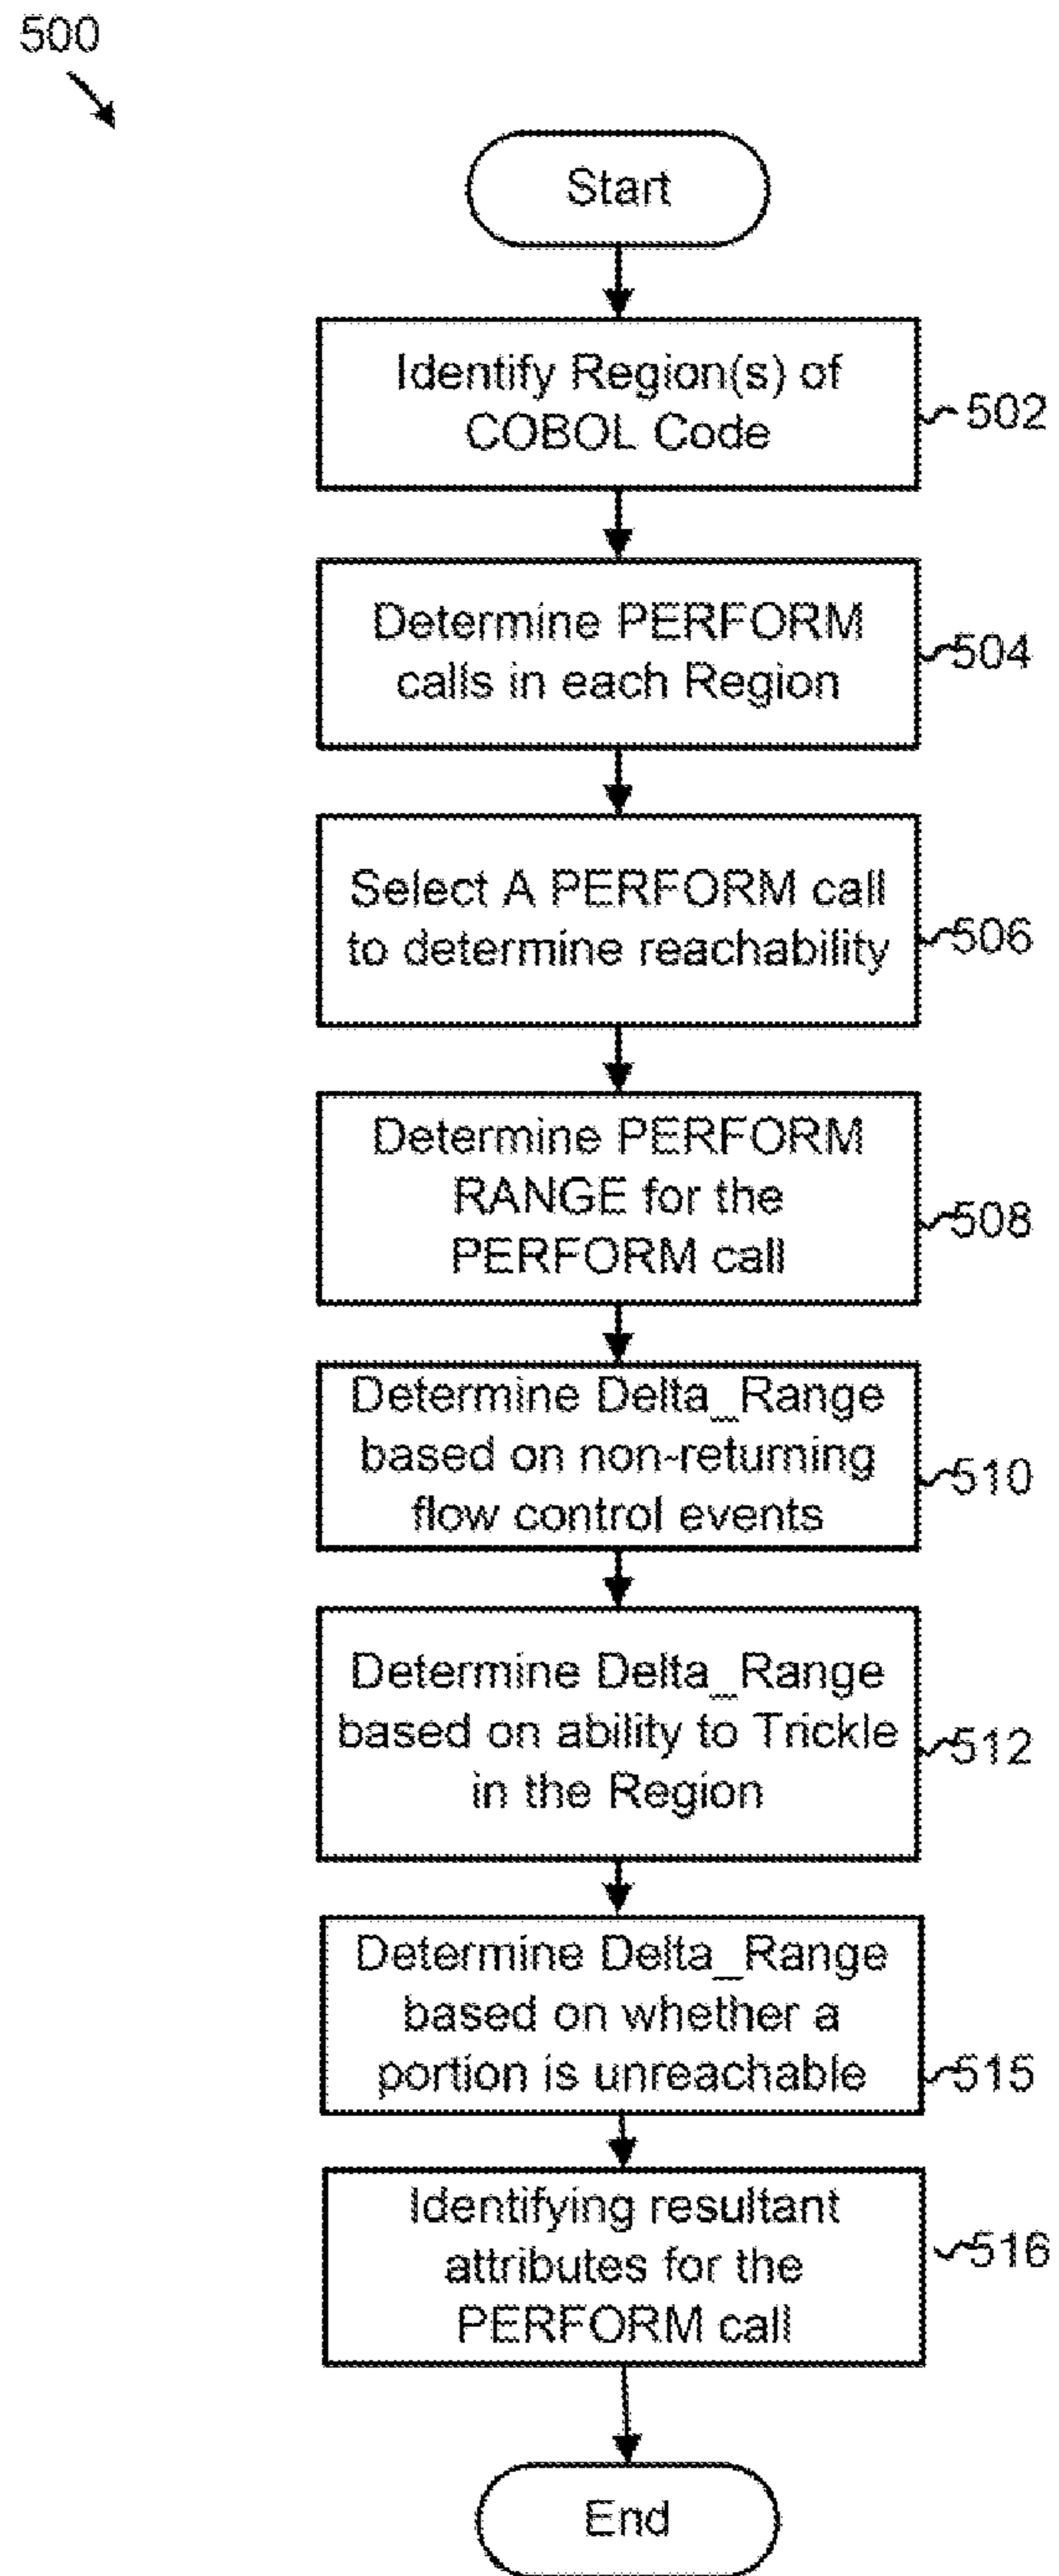 500
Start
Identify Region(s) of
COBOL Code
502
Determine PERFORM
calls in each Region
504
Select A PERFORM call
to determine reachability
506
Determine PERFORM
RANGE for the
PERFORM call
508
Determine Delta_Range
based on non-returning
flow control events
510
Determine Delta_Range
based on ability to Trickle
in the Region
512
Determine Delta_Range
based on whether a
portion is unreachable
515
Identifying resultant
attributes for the
PERFORM call
516
End